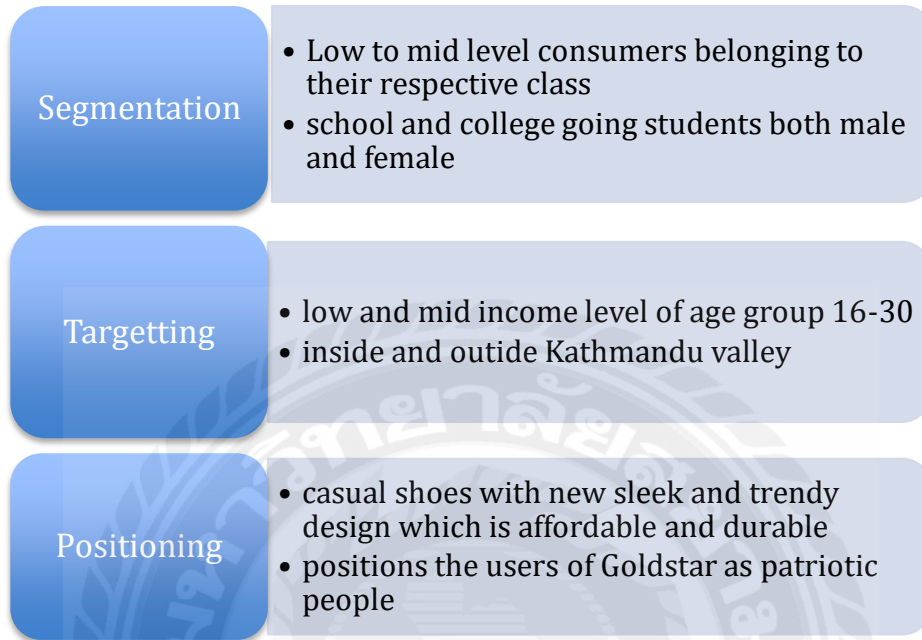 Segmentation
• Low to mid level consumers belonging to
their respective class
• school and college going students both male
and female
Targetting
• low and mid income level of age group 16-30
• inside and outide Kathmandu valley
Positioning
• casual shoes with new sleek and trendy
design which is affordable and durable
• positions the users of Goldstar as patriotic
people